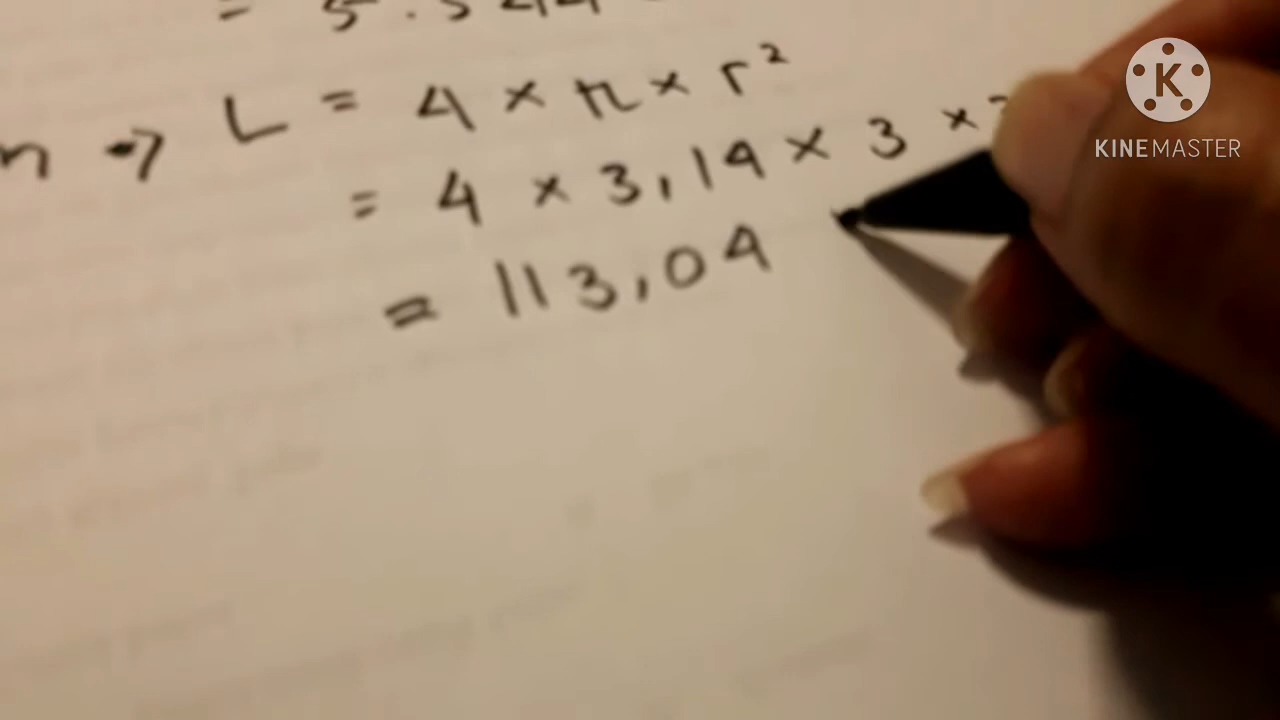 K
KINEMASTER
L = 4 x π x r²
= 4 x 3,14 x 3 x
= 113,04